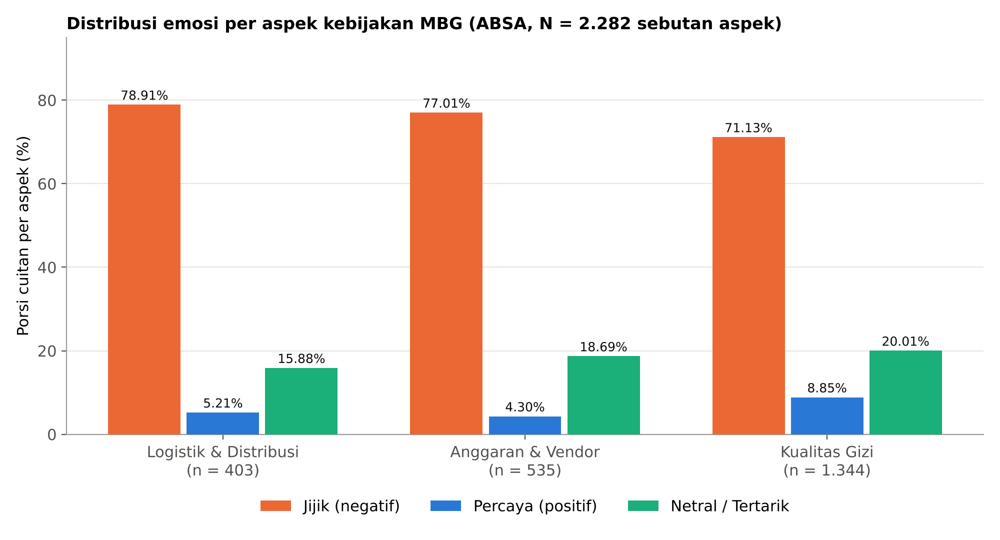 Distribusi emosi per aspek kebijakan MBG (ABSA, N = 2.282 sebutan aspek)
Porsi cuitan per aspek (%)
80
60
40
20
0
78.91%
5.21%
15.88%
77.01%
4.30%
18.69%
71.13%
8.85%
20.01%
Logistik & Distribusi
(n = 403)
Anggaran & Vendor
(n = 535)
Kualitas Gizi
(n = 1.344)
Jijik (negatif)
Percaya (positif)
Netral / Tertarik